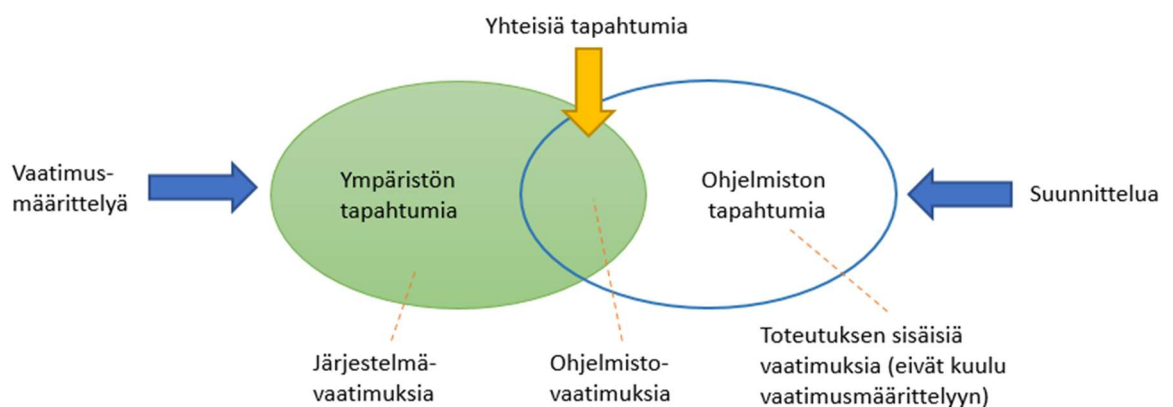 Yhteisiä tapahtumia
Vaatimus-
määrittelyä
Ympäristön
tapahtumia
Ohjelmiston
tapahtumia
Suunnittelua
Järjestelmä-
vaatimuksia
Ohjelmisto-
vaatimuksia
Toteutuksen sisäisiä
vaatimuksia (eivät kuulu
vaatimusmäärittelyyn)